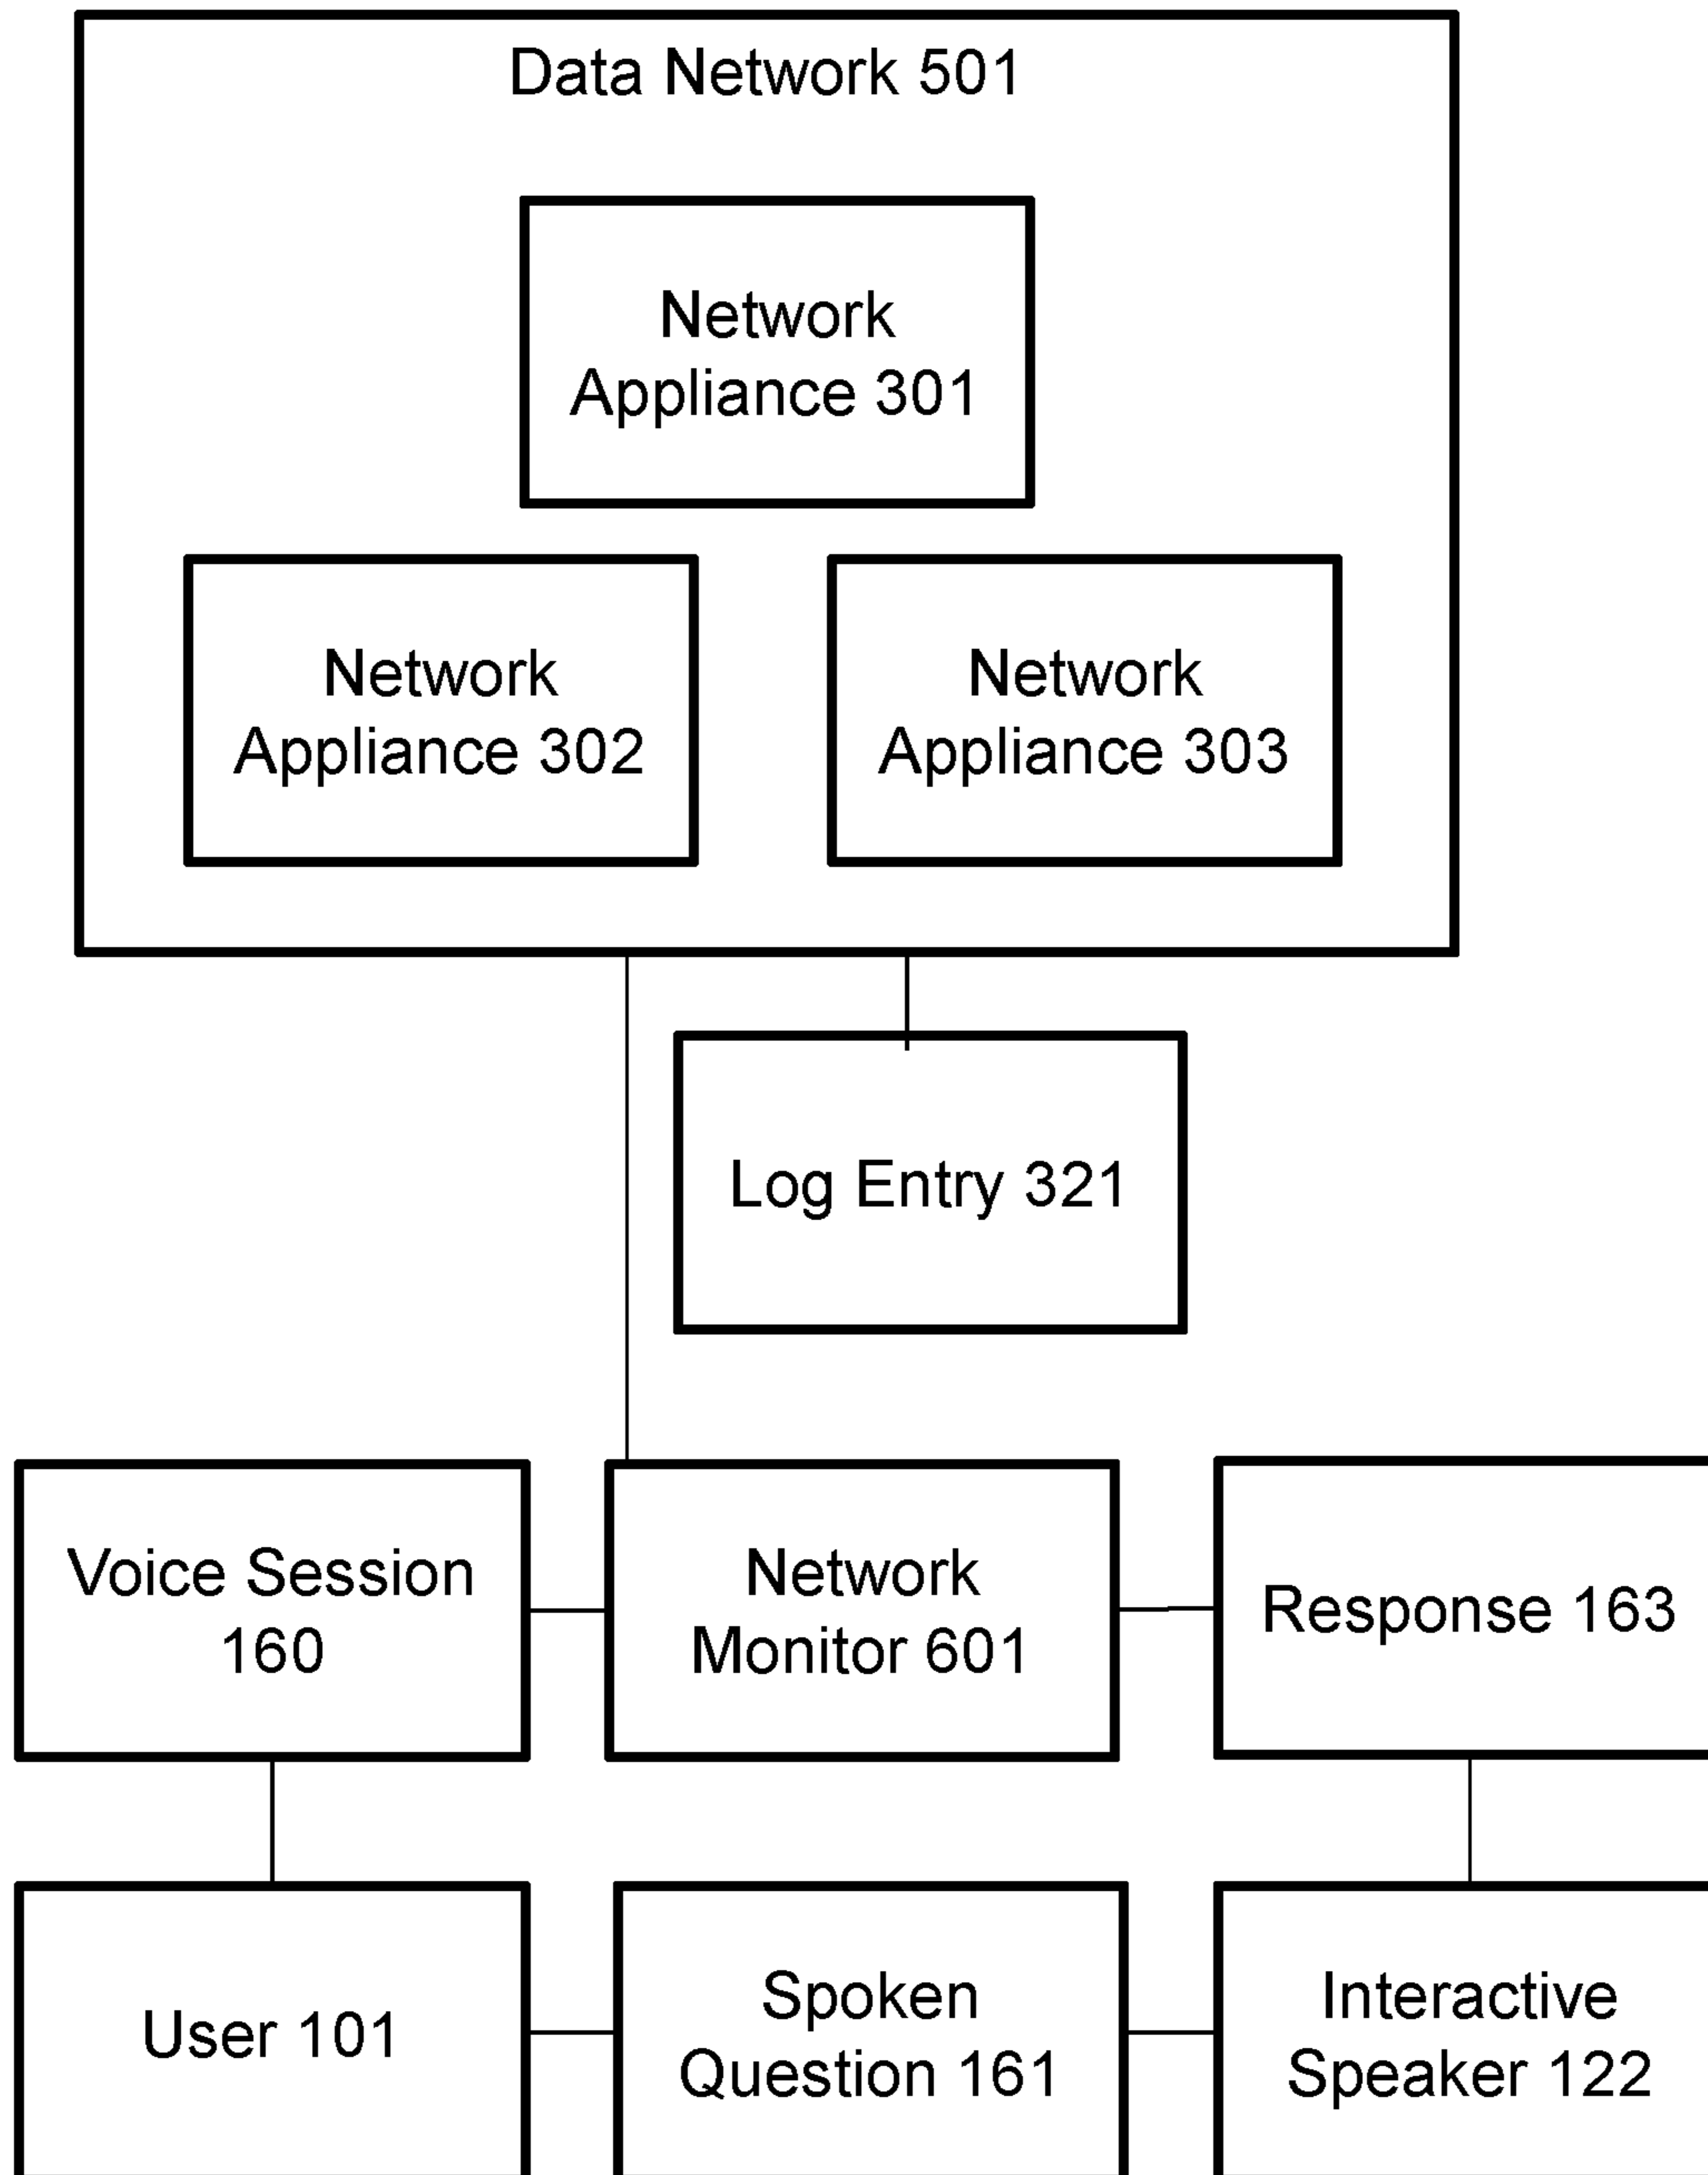 Data Network 501
Network
Appliance 301
Network
Appliance 302
Network
Appliance 303
Log Entry 321
Voice Session
160
Network
Monitor 601
Response 163
User 101
Spoken
Question 161
Interactive
Speaker 122